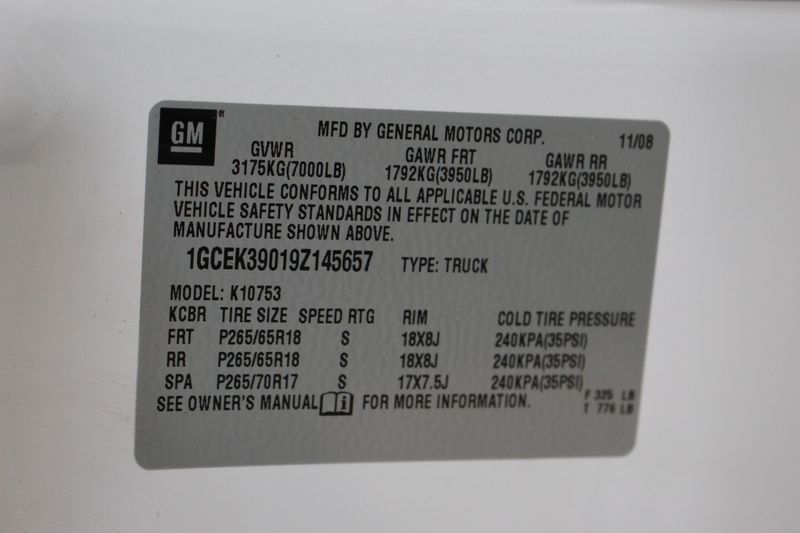 GM
MFD BY GENERAL MOTORS CORP. 11/08
GVWR GAWR FRT GAWR RR
3175KG(7000LB) 1792KG(3950LB) 1792KG(3950LB)
THIS VEHICLE CONFORMS TO ALL APPLICABLE U.S. FEDERAL MOTOR
VEHICLE SAFETY STANDARDS IN EFFECT ON THE DATE OF
MANUFACTURE SHOWN ABOVE.
1GCEK39019Z145657 TYPE: TRUCK
MODEL: K10753
KCBR TIRE SIZE SPEED RTG RIM COLD TIRE PRESSURE
FRT P265/65R18 S 18X8J 240KPA(35PSI)
RR P265/65R18 S 18X8J 240KPA(35PSI)
SPA P265/70R17 S 17X7.5J 240KPA(35PSI)
SEE OWNER'S MANUAL i FOR MORE INFORMATION.
F 325 LB
T 776 LB